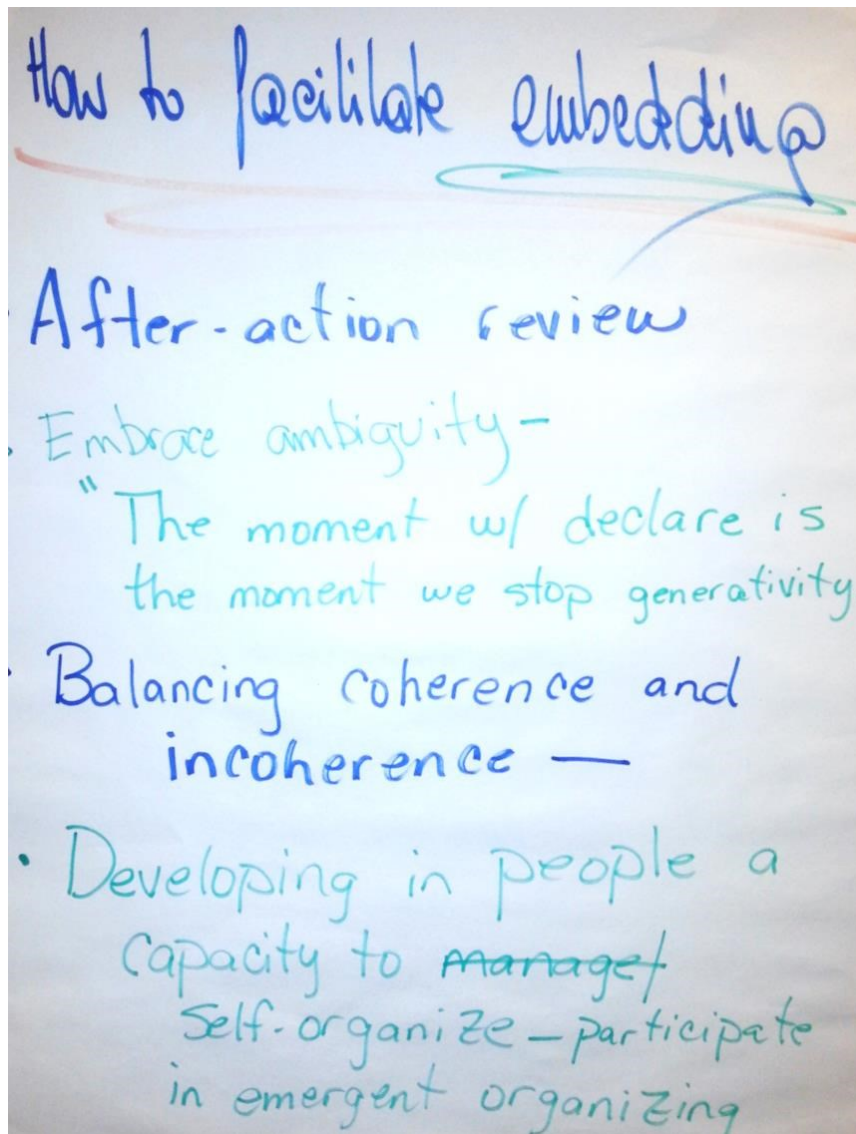 How to facilitate embedding
· After-action review
· Embrace ambiguity -
" The moment w/ declare is
the moment we stop generativity
· Balancing coherence and
incoherence —
· Developing in people a
capacity to ~~manage/~~
self-organize – participate
in emergent organizing